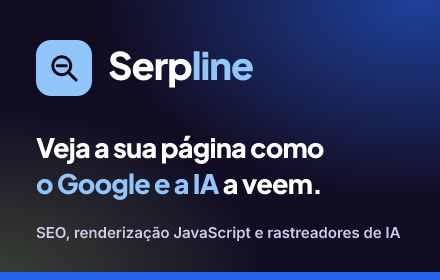 Serpline
Veja a sua página como
o Google e a IA a veem.
SEO, renderização JavaScript e rastreadores de IA